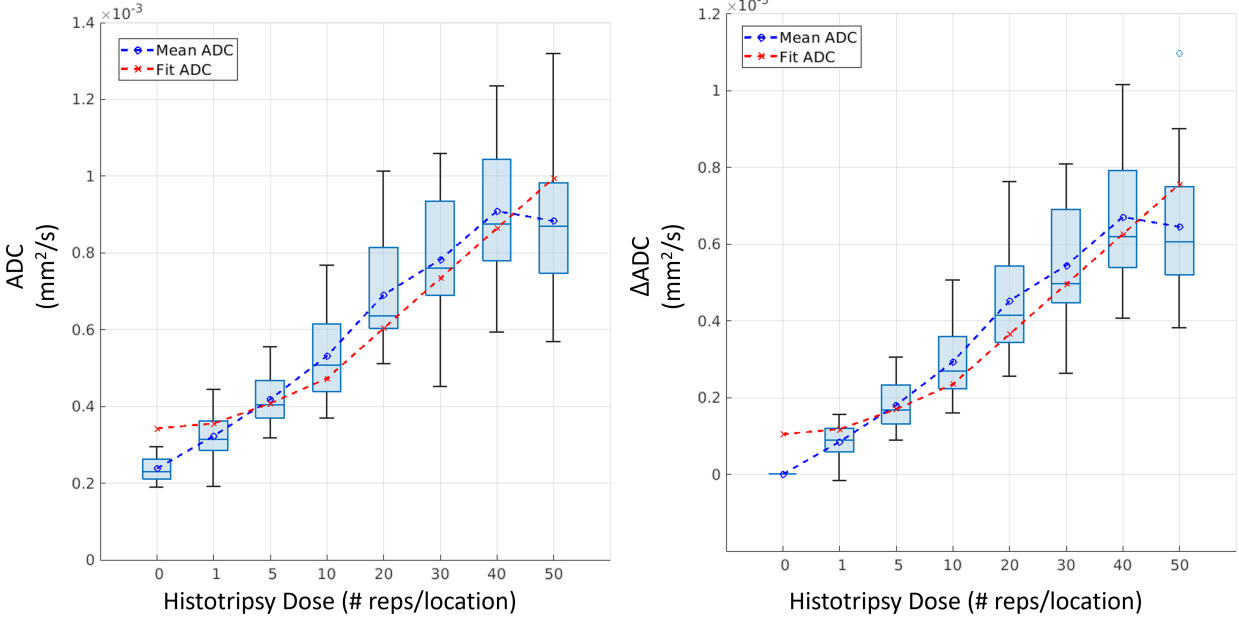 ×10⁻³
1.4
1.2
1
0.8
0.6
0.4
0.2
0
Mean ADC
Fit ADC
ADC
(mm²/s)
0 1 5 10 20 30 40 50
Histotripsy Dose (# reps/location)
×10⁻³
1.2
1
0.8
0.6
0.4
0.2
0
Mean ADC
Fit ADC
ΔADC
(mm²/s)
0 1 5 10 20 30 40 50
Histotripsy Dose (# reps/location)